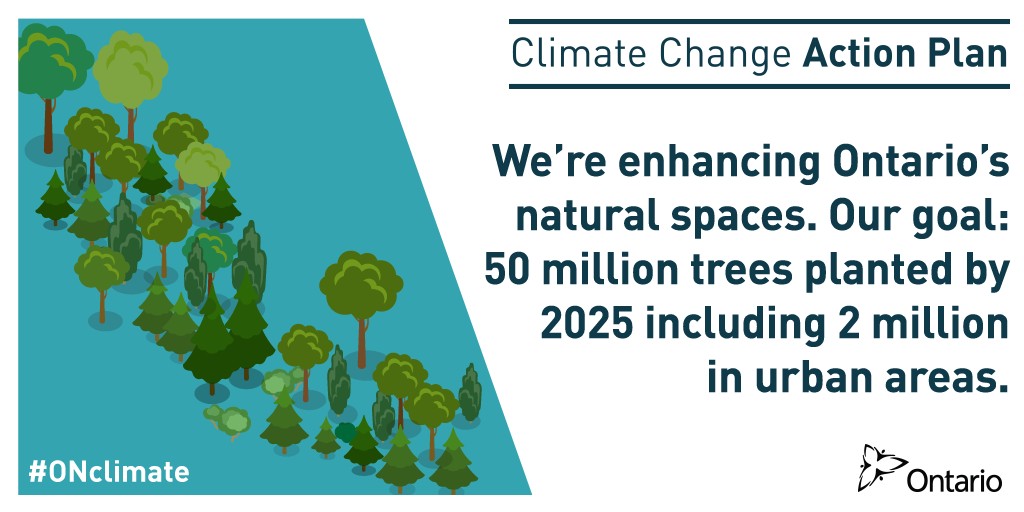 Climate Change Action Plan
We're enhancing Ontario's
natural spaces. Our goal:
50 million trees planted by
2025 including 2 million
in urban areas.
#ONclimate
Ontario